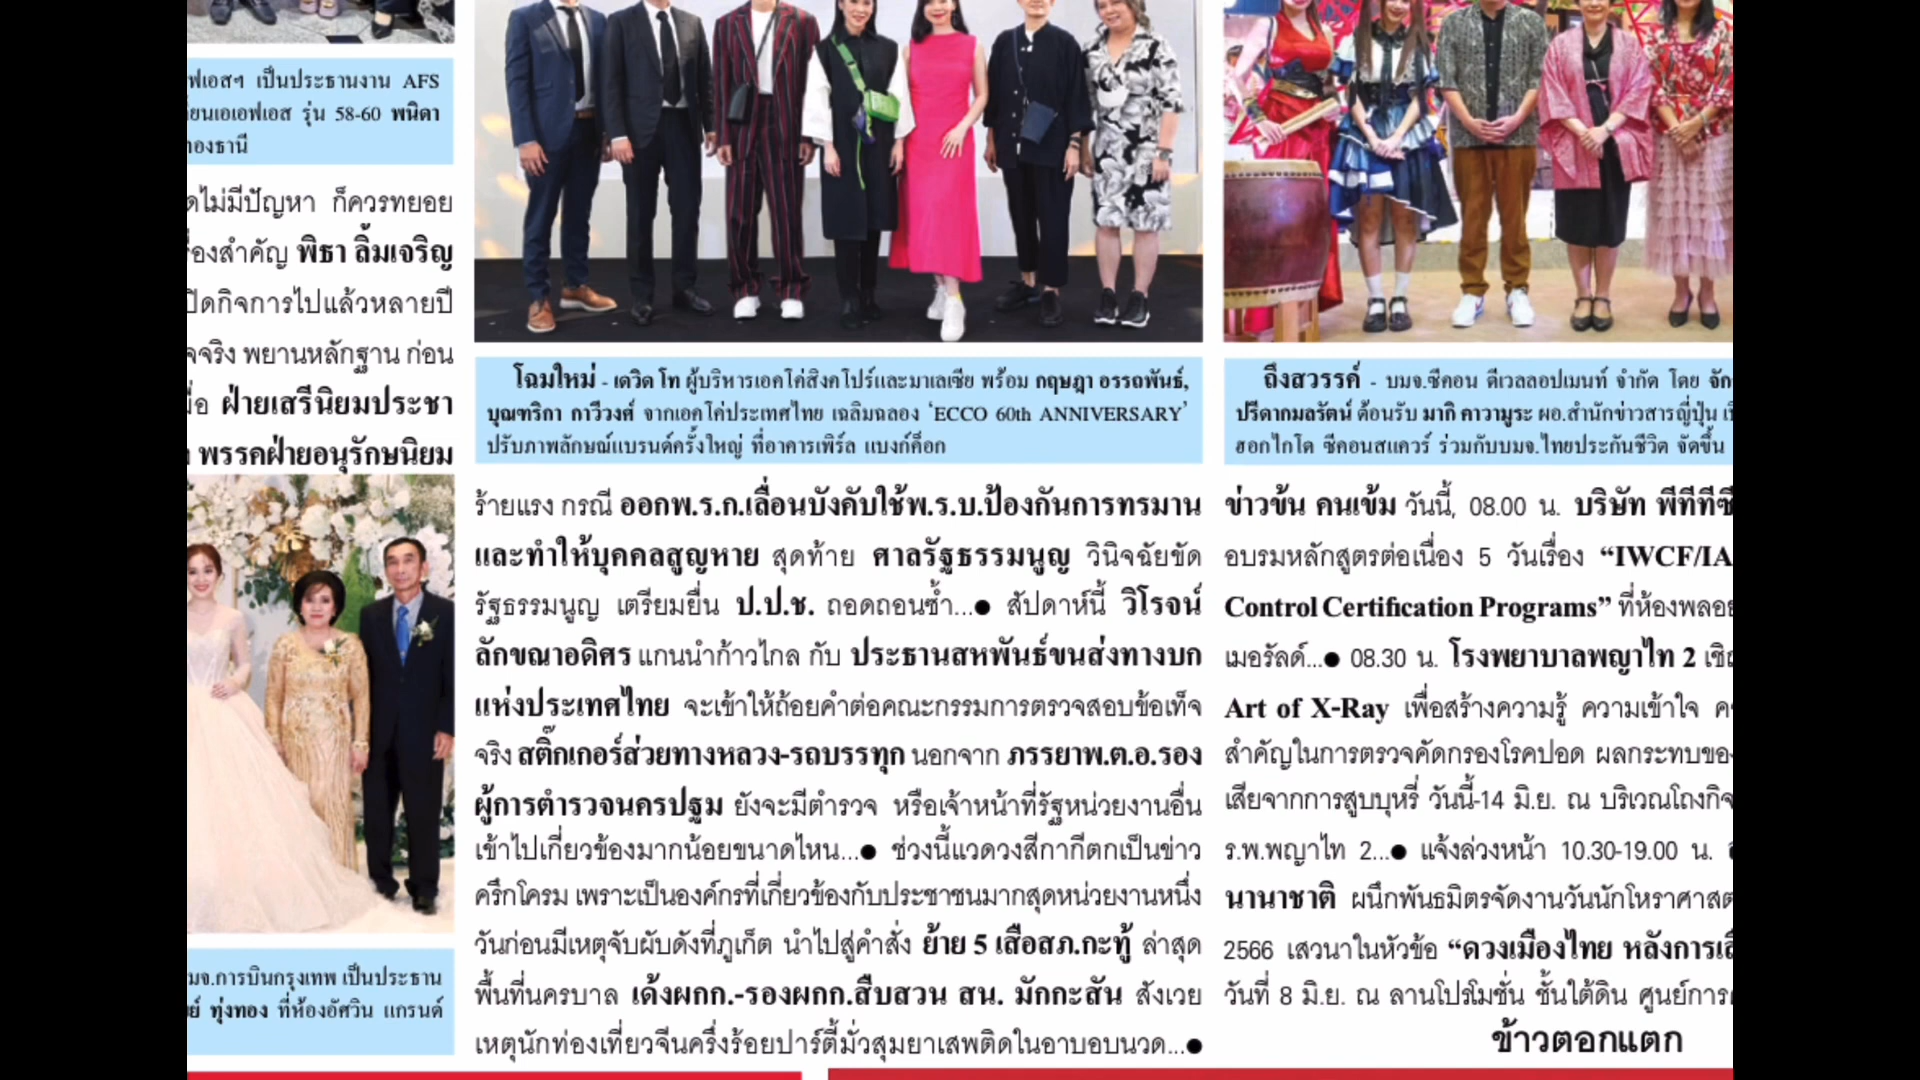 ฟเอสฯ เป็นประธานงาน AFS
ยนเอเอฟเอส รุ่น 58-60 พนิดา
ทองธานี
ดไม่มีปัญหา ก็ควรทยอย
รื่องสำคัญ พิธา ลิ้มเจริญ
ปิดกิจการไปแล้วหลายปี
จจริง พยานหลักฐาน ก่อน
มื่อ ฝ่ายเสรีนิยมประชา
พรรคฝ่ายอนุรักษนิยม
มจ.การบินกรุงเทพ เป็นประธาน
ย์ ทุ่งทอง ที่ห้องอัศวิน แกรนด์
โฉมใหม่ - เดวิด โท ผู้บริหารเอคโค่สิงคโปร์และมาเลเซีย พร้อม กฤษฎา อรรถพันธ์,
บุณฑริกา กาวีวงศ์ จากเอคโค่ประเทศไทย เฉลิมฉลอง ‘ECCO 60th ANNIVERSARY’
ปรับภาพลักษณ์แบรนด์ครั้งใหญ่ ที่อาคารเพิร์ล แบงก์ค็อก
ร้ายแรง กรณี ออกพ.ร.ก.เลื่อนบังคับใช้พ.ร.บ.ป้องกันการทรมาน
และทำให้บุคคลสูญหาย สุดท้าย ศาลรัฐธรรมนูญ วินิจฉัยขัด
รัฐธรรมนูญ เตรียมยื่น ป.ป.ช. ถอดถอนซ้ำ...● สัปดาห์นี้ วิโรจน์
ลักขณาอดิศร แกนนำก้าวไกล กับ ประธานสหพันธ์ขนส่งทางบก
แห่งประเทศไทย จะเข้าให้ถ้อยคำต่อคณะกรรมการตรวจสอบข้อเท็จ
จริง สติ๊กเกอร์ส่วยทางหลวง-รถบรรทุก นอกจาก ภรรยาพ.ต.อ.รอง
ผู้การตำรวจนครปฐม ยังจะมีตำรวจ หรือเจ้าหน้าที่รัฐหน่วยงานอื่น
เข้าไปเกี่ยวข้องมากน้อยขนาดไหน...● ช่วงนี้แวดวงสีกากีตกเป็นข่าว
ครึกโครม เพราะเป็นองค์กรที่เกี่ยวข้องกับประชาชนมากสุดหน่วยงานหนึ่ง
วันก่อนมีเหตุจับผับดังที่ภูเก็ต นำไปสู่คำสั่ง ย้าย 5 เสือสภ.กะทู้ ล่าสุด
พื้นที่นครบาล เด้งผกก.-รองผกก.สืบสวน สน. มักกะสัน สังเวย
เหตุนักท่องเที่ยวจีนครึ่งร้อยปาร์ตี้มั่วสุมยาเสพติดในอาบอบนวด...●
ถึงสวรรค์ - บมจ.ซีคอน ดีเวลลอปเมนท์ จำกัด โดย จัก
ปรีดากมลรัตน์ ต้อนรับ มากิ คาวามูระ ผอ.สำนักข่าวสารญี่ปุ่น
ฮอกไกโด ซีคอนสแควร์ ร่วมกับบมจ.ไทยประกันชีวิต จัดขึ้น
ข่าวข้น คนเข้ม วันนี้, 08.00 น. บริษัท พีทีทีซี
อบรมหลักสูตรต่อเนื่อง 5 วันเรื่อง “IWCF/IA
Control Certification Programs” ที่ห้องพลอย
เมอรัลด์...● 08.30 น. โรงพยาบาลพญาไท 2 เชิญ
Art of X-Ray เพื่อสร้างความรู้ ความเข้าใจ
สำคัญในการตรวจคัดกรองโรคปอด ผลกระทบของ
เสียจากการสูบบุหรี่ วันนี้-14 มิ.ย. ณ บริเวณโถงกิจ
ร.พ.พญาไท 2...● แจ้งล่วงหน้า 10.30-19.00 น.
นานาชาติ ผนึกพันธมิตรจัดงานวันนักโหราศาสต
2566 เสวนาในหัวข้อ “ดวงเมืองไทย หลังการเลื
วันที่ 8 มิ.ย. ณ ลานโปรโมชั่น ชั้นใต้ดิน ศูนย์การ
ข้าวตอกแตก